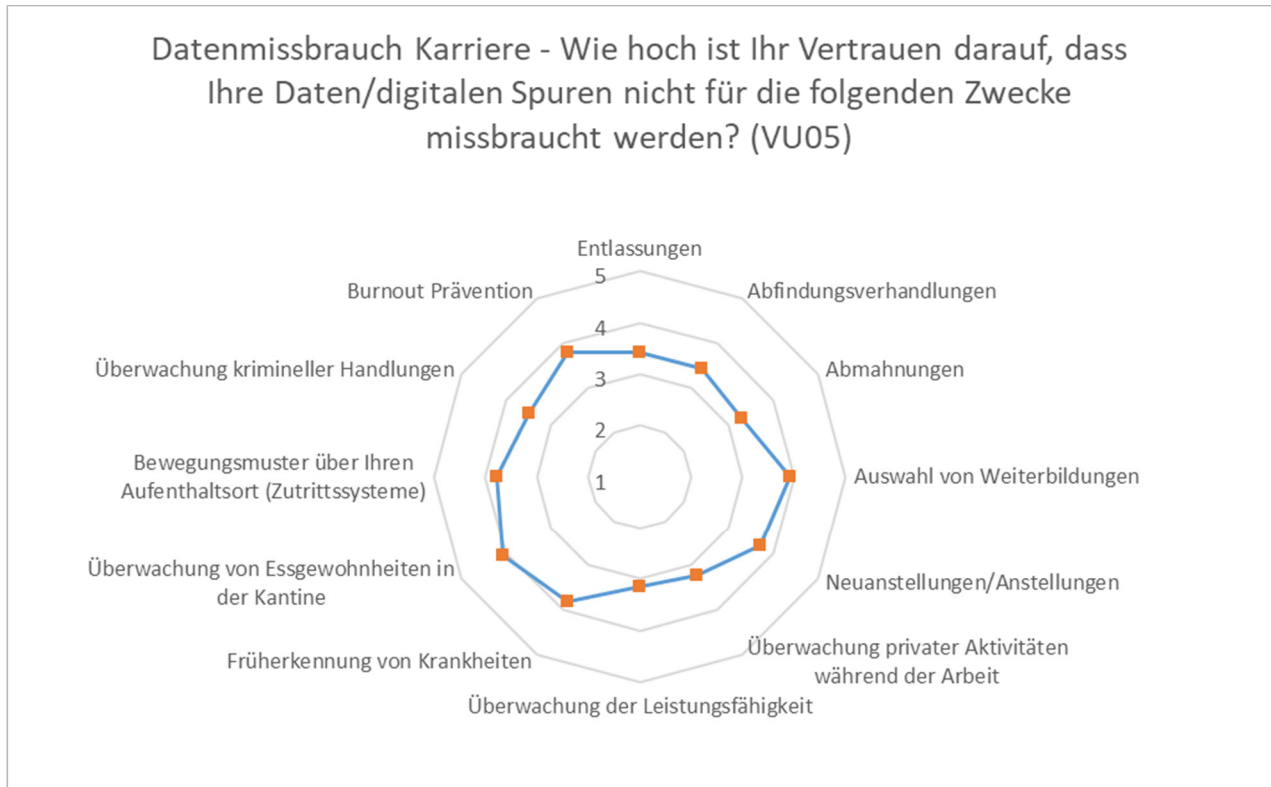 Datenmissbrauch Karriere - Wie hoch ist Ihr Vertrauen darauf, dass
Ihre Daten/digitalen Spuren nicht für die folgenden Zwecke
missbraucht werden? (VU05)
Entlassungen
Abfindungsverhandlungen
Abmahnungen
Auswahl von Weiterbildungen
Neuanstellungen/Anstellungen
Überwachung privater Aktivitäten
während der Arbeit
Überwachung der Leistungsfähigkeit
Früherkennung von Krankheiten
Überwachung von Essgewohnheiten in
der Kantine
Bewegungsmuster über Ihren
Aufenthaltsort (Zutrittssysteme)
Überwachung krimineller Handlungen
Burnout Prävention
5
4
3
2
1